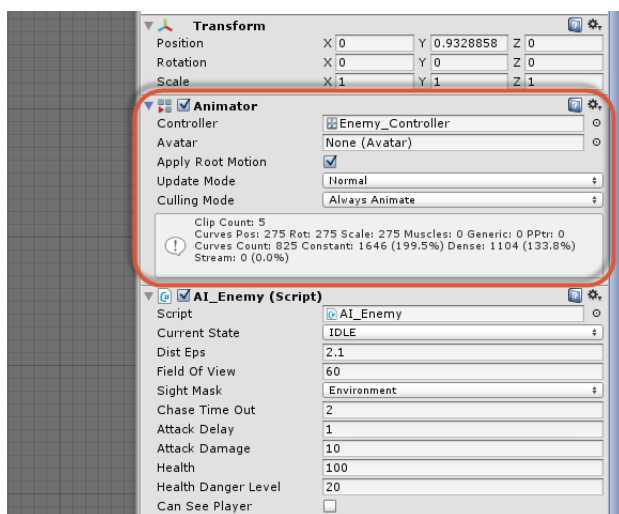 Transform
Position X 0 Y 0.9328858 Z 0
Rotation X 0 Y 0 Z 0
Scale X 1 Y 1 Z 1
Animator
Controller Enemy_Controller
Avatar None (Avatar)
Apply Root Motion
Update Mode Normal
Culling Mode Always Animate
Clip Count: 5
Curves Pos: 275 Rot: 275 Scale: 275 Muscles: 0 Generic: 0 PPtr: 0
Curves Count: 825 Constant: 1646 (199.5%) Dense: 1104 (133.8%)
Stream: 0 (0.0%)
AI_Enemy (Script)
Script AI_Enemy
Current State IDLE
Dist Eps 2.1
Field Of View 60
Sight Mask Environment
Chase Time Out 2
Attack Delay 1
Attack Damage 10
Health 100
Health Danger Level 20
Can See Player